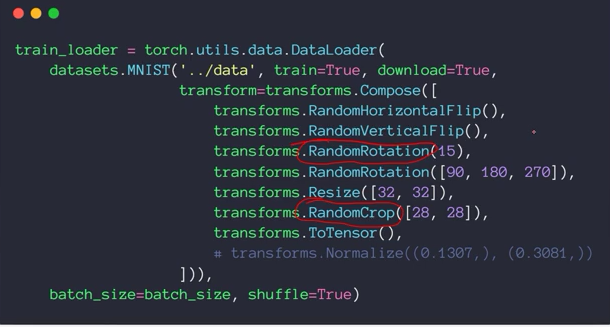 train_loader = torch.utils.data.DataLoader(
    datasets.MNIST('../data', train=True, download=True,
                   transform=transforms.Compose([
                       transforms.RandomHorizontalFlip(),
                       transforms.RandomVerticalFlip(),
                       transforms.RandomRotation(15),
                       transforms.RandomRotation([90, 180, 270]),
                       transforms.Resize([32, 32]),
                       transforms.RandomCrop([28, 28]),
                       transforms.ToTensor(),
                       # transforms.Normalize((0.1307,), (0.3081,))
                   ])),
    batch_size=batch_size, shuffle=True)